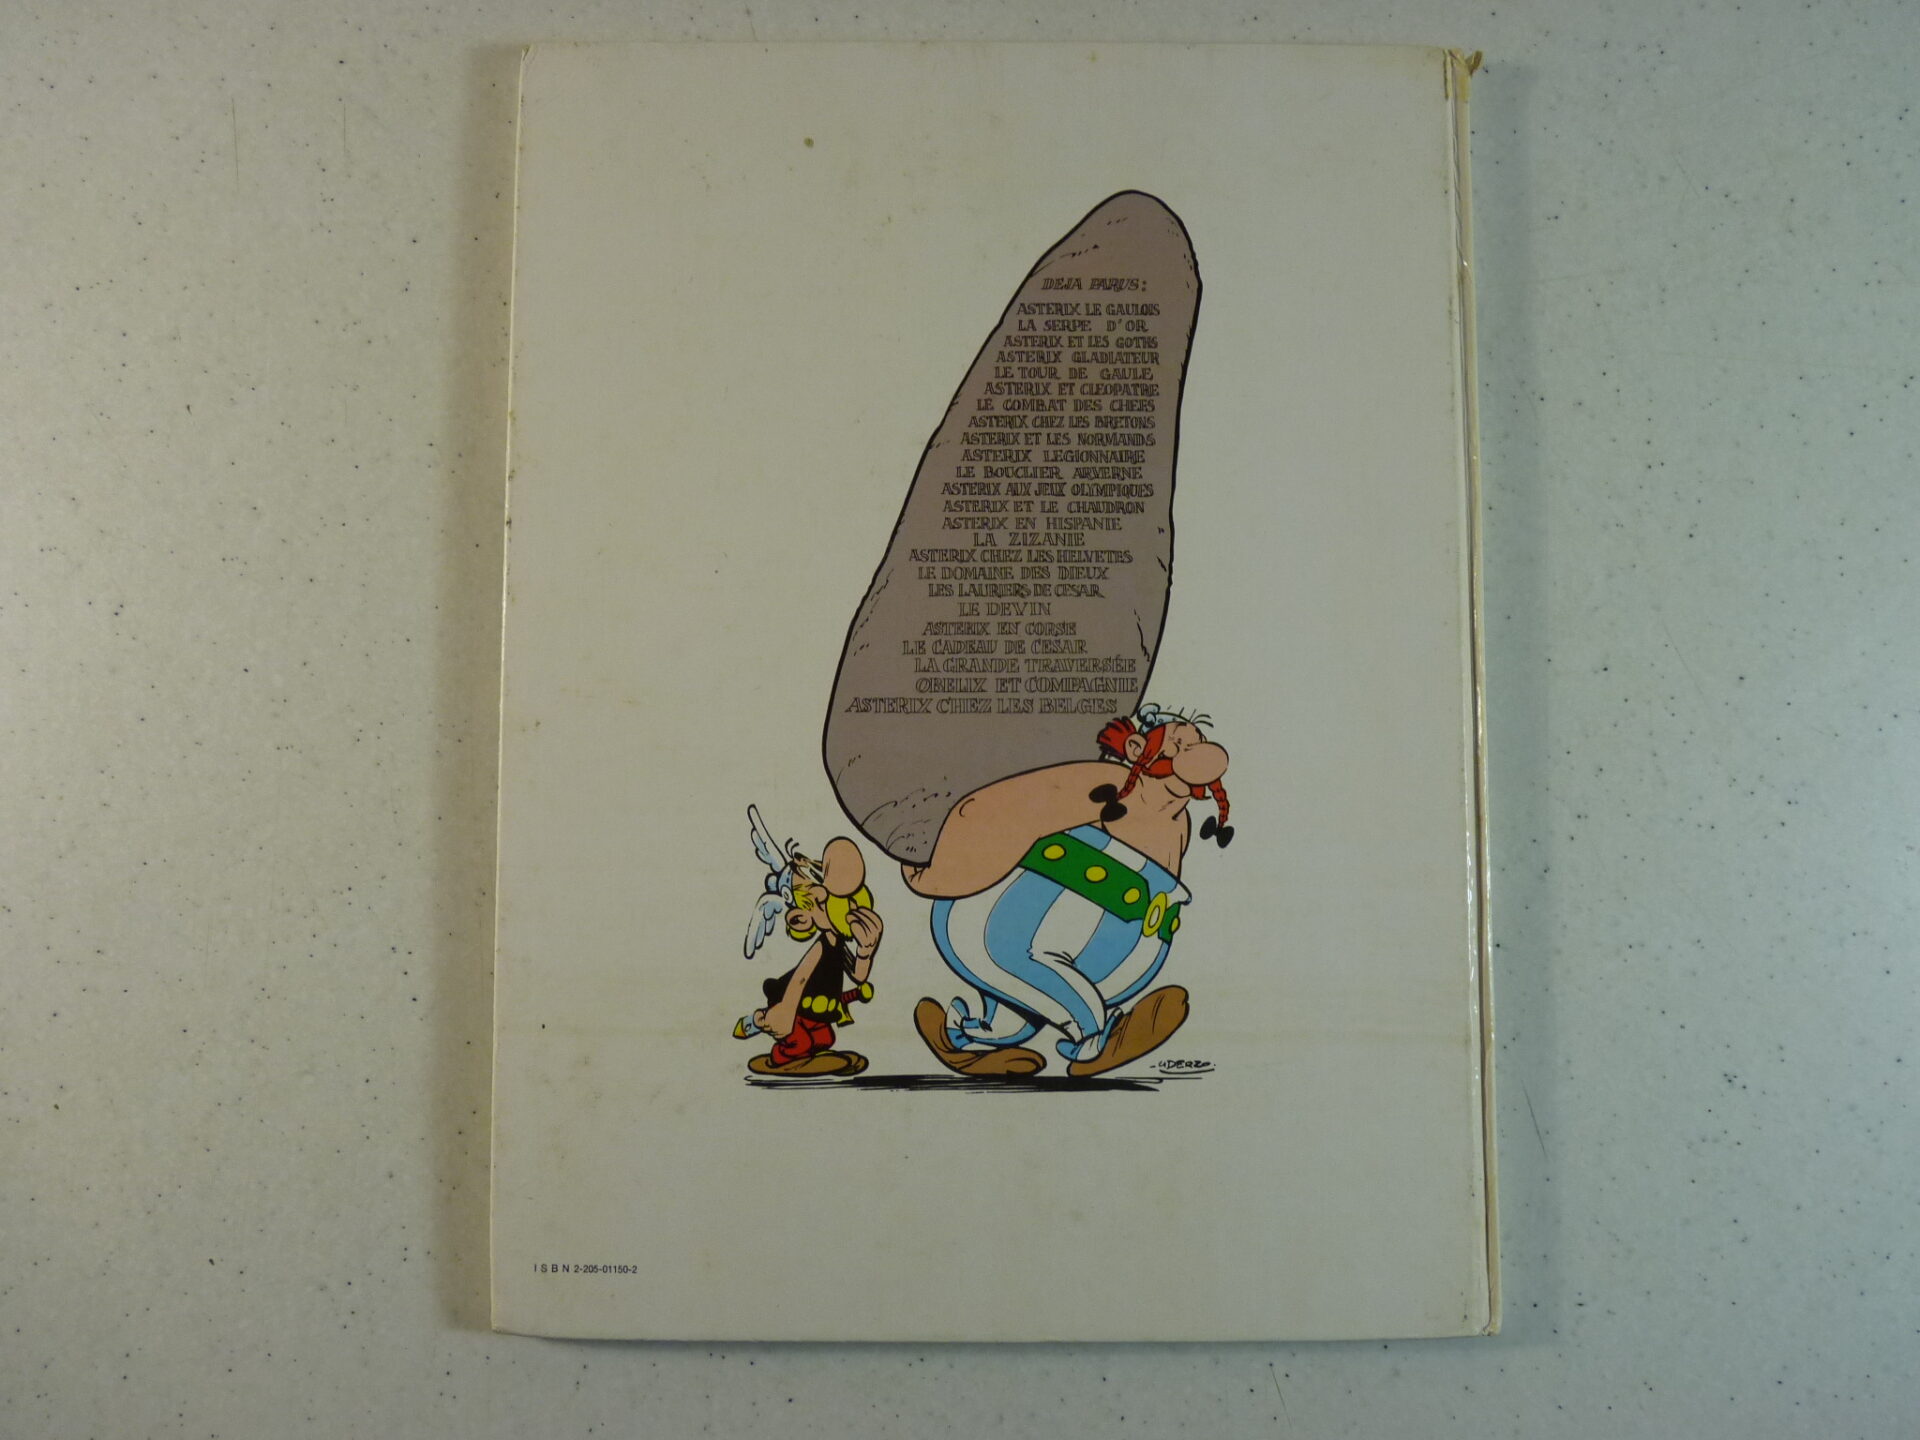 DEJA PARUS:
ASTERIX LE GAULOIS
LA SERPE D'OR
ASTERIX ET LES GOTHS
ASTERIX GLADIATEUR
LE TOUR DE GAULE
ASTERIX ET CLEOPATRE
LE COMBAT DES CHEFS
ASTERIX CHEZ LES BRETONS
ASTERIX ET LES NORMANDS
ASTERIX LEGIONNAIRE
LE BOUCLIER ARVERNE
ASTERIX AUX JEUX OLYMPIQUES
ASTERIX ET LE CHAUDRON
ASTERIX EN HISPANIE
LA ZIZANIE
ASTERIX CHEZ LES HELVETES
LE DOMAINE DES DIEUX
LES LAURIERS DE CESAR
LE DEVIN
ASTERIX EN CORSE
LE CADEAU DE CESAR
LA GRANDE TRAVERSÉE
OBELIX ET COMPAGNIE
ASTERIX CHEZ LES BELGES
-UDERZO.
ISBN 2-205-01150-2